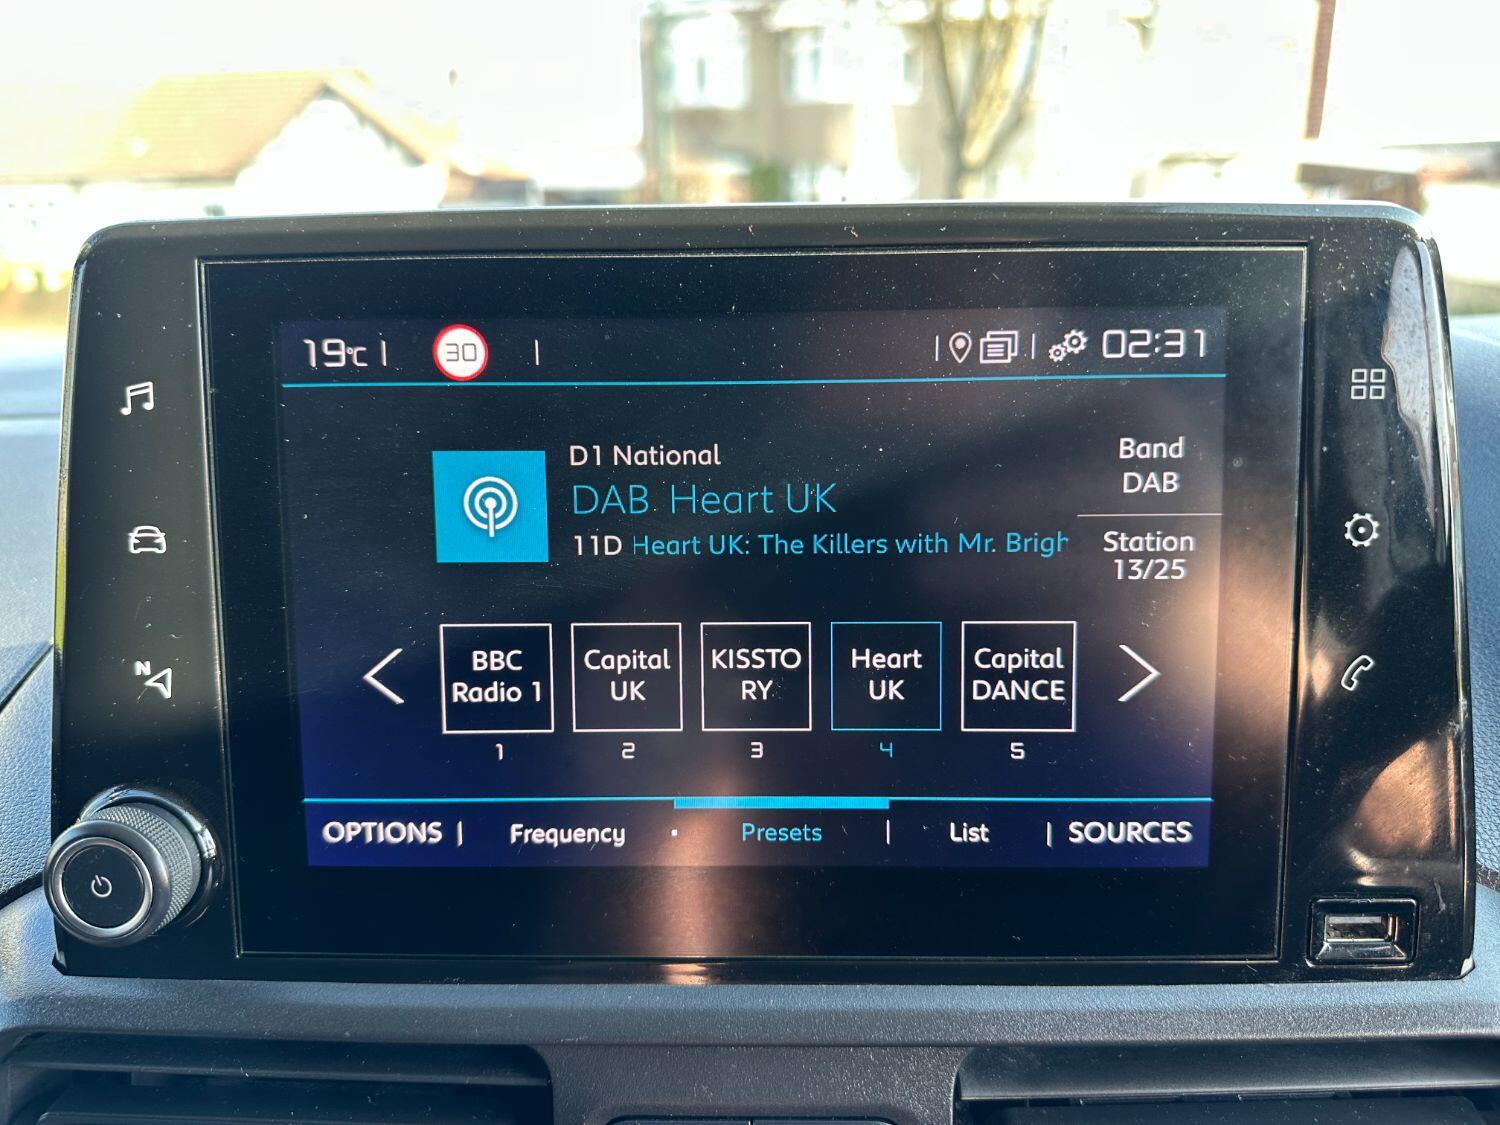 19°C
30
02:31
D1 National
DAB Heart UK
11D Heart UK: The Killers with Mr. Brigh
Band
DAB
Station
13/25
BBC
Radio 1
1
Capital
UK
2
KISSTO
RY
3
Heart
UK
4
Capital
DANCE
5
N
OPTIONS
Frequency
Presets
List
SOURCES